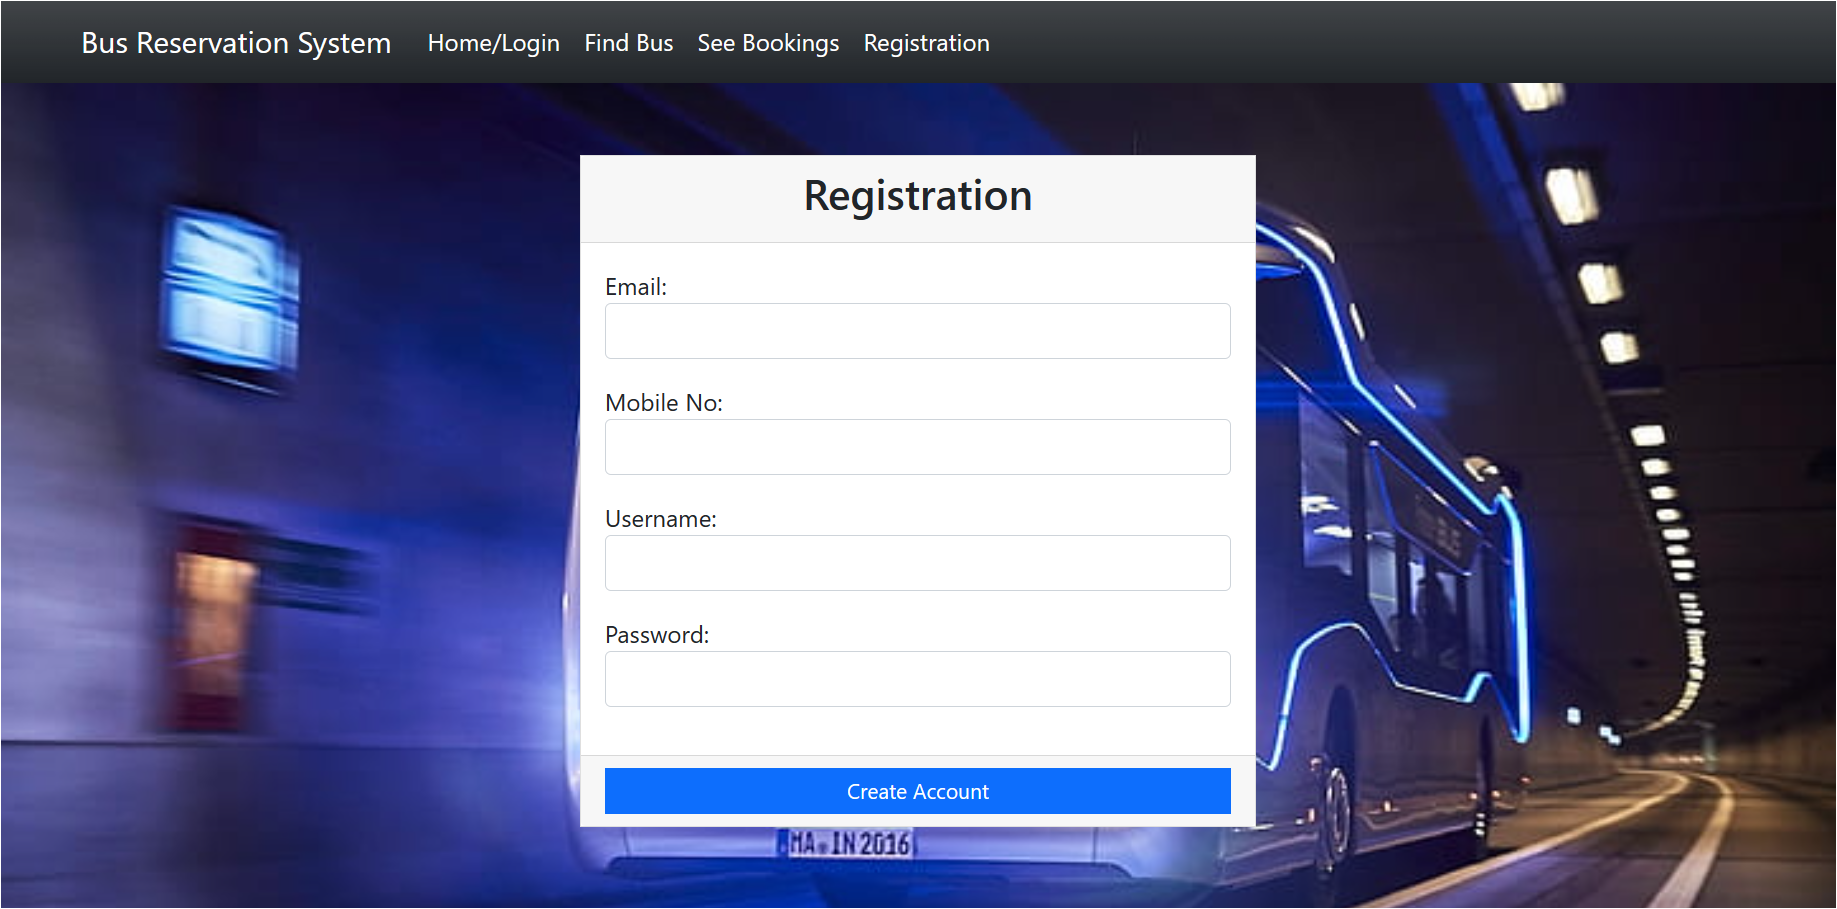 Bus Reservation System Home/Login Find Bus See Bookings Registration
Registration
Email:
Mobile No:
Username:
Password:
Create Account
MA IN 2016
BUS